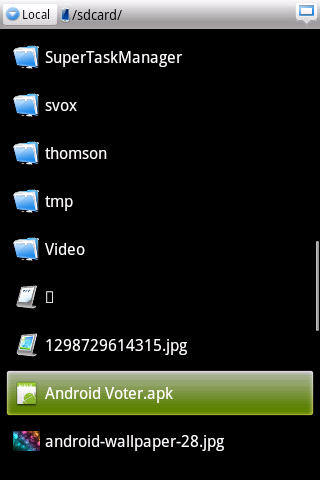 Local /sdcard/
SuperTaskManager
svox
thomson
tmp
Video
1298729614315.jpg
Android Voter.apk
android-wallpaper-28.jpg